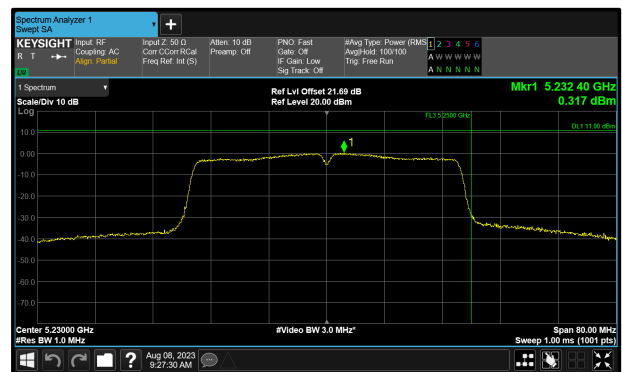 Spectrum Analyzer 1
Swept SA
KEYSIGHT Input: RF Input Z: 50 Ω Atten: 10 dB PNO: Fast #Avg Type: Power (RMS 1 2 3 4 5 6
R T Coupling: AC Corr CCorr RCal Preamp: Off Gate: Off Avg|Hold: 100/100 A W W W W W
Align: Partial Freq Ref: Int (S) IF Gain: Low Trig: Free Run
Sig Track: Off A N N N N N
LXI
1 Spectrum
Ref Lvl Offset 21.69 dB Mkr1 5.232 40 GHz
Scale/Div 10 dB Ref Level 20.00 dBm 0.317 dBm
Log
FL3 5.2500 GHz
DL1 11.00 dBm
10.0
1
0.00
-10.0
-20.0
-30.0
-40.0
-50.0
-60.0
-70.0
Center 5.23000 GHz #Video BW 3.0 MHz* Span 80.00 MHz
#Res BW 1.0 MHz Sweep 1.00 ms (1001 pts)
? Aug 08, 2023
9:27:30 AM